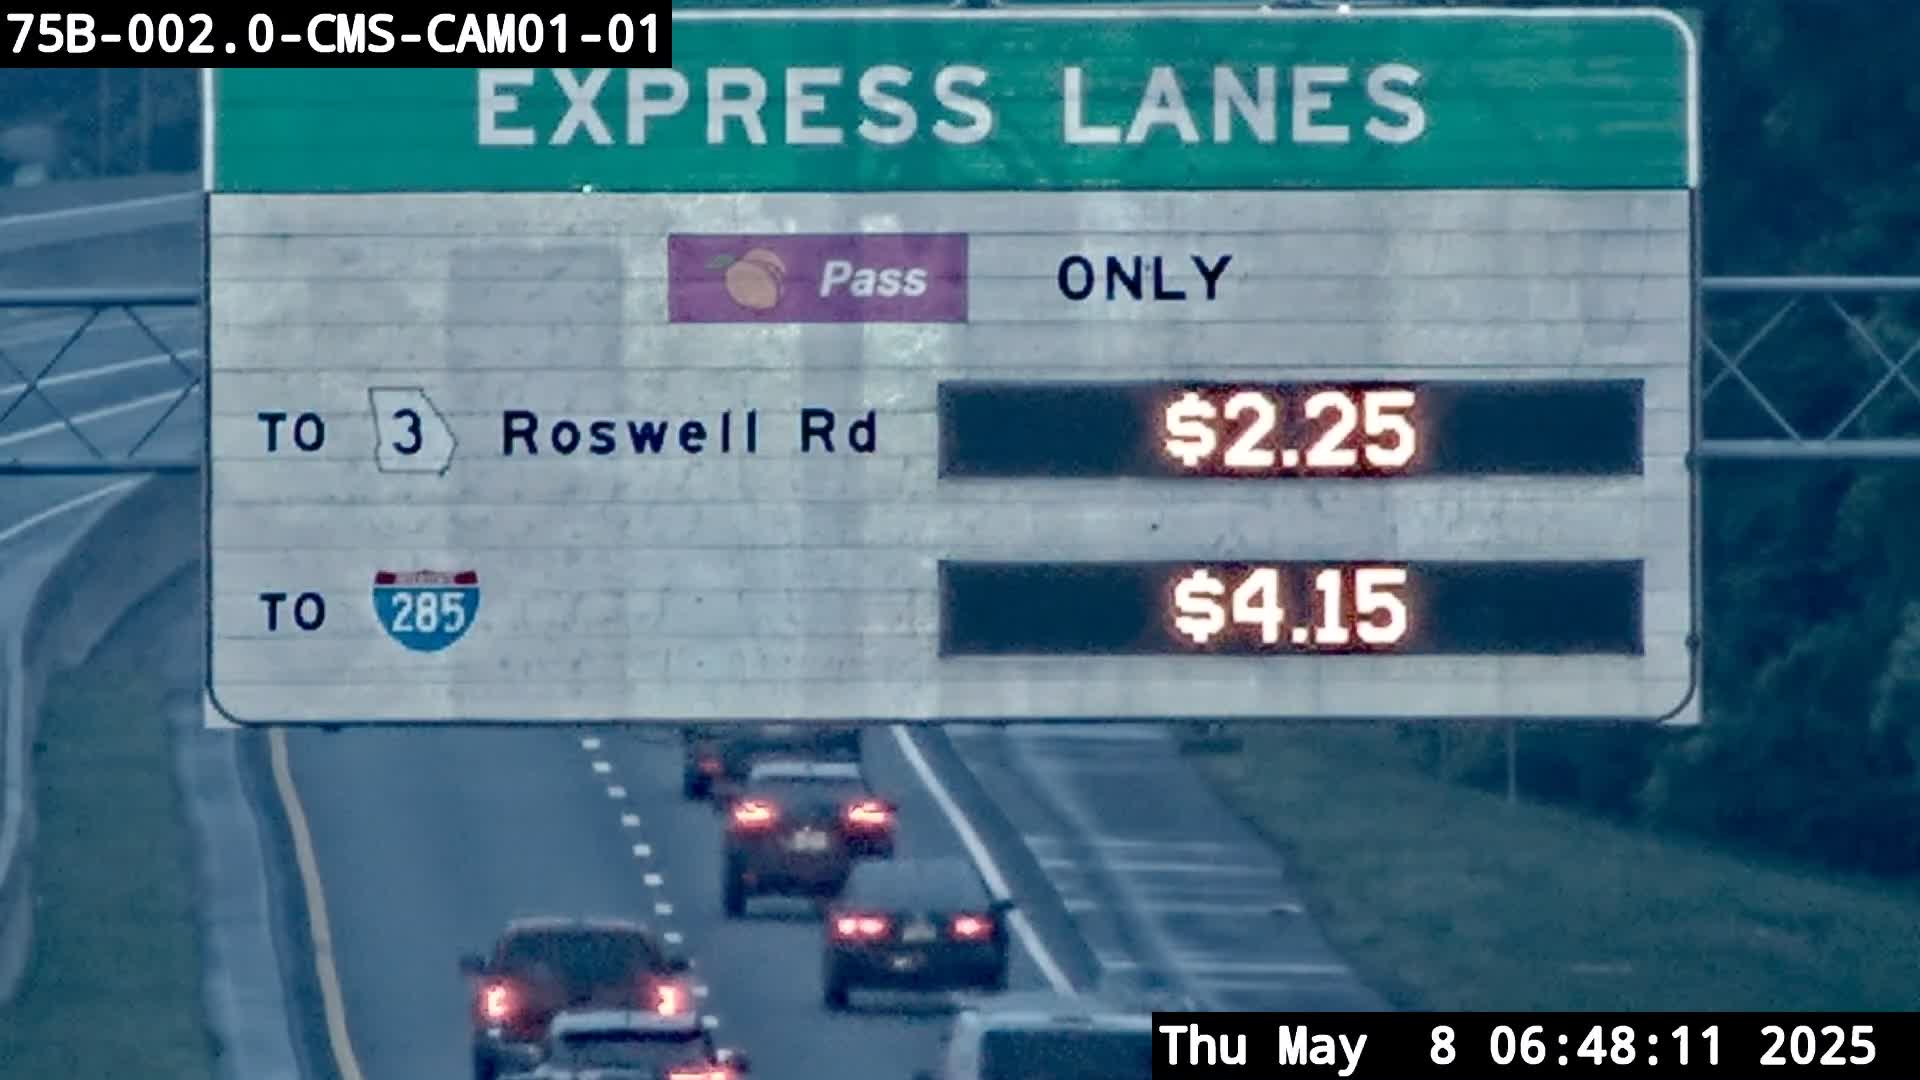 75B-002.0-CMS-CAM01-01
EXPRESS LANES
Pass ONLY
TO 3 Roswell Rd $2.25
TO 285 $4.15
Thu May 8 06:48:11 2025